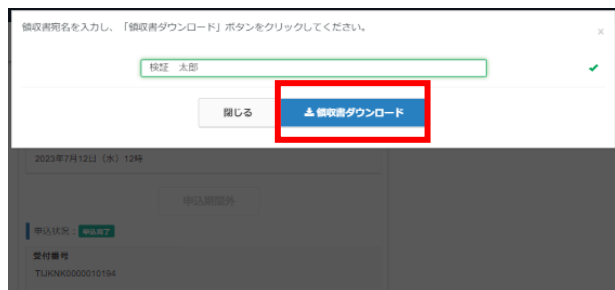 領収書宛名を入力し、「領収書ダウンロード」ボタンをクリックしてください。
×
検証　太郎
閉じる
領収書ダウンロード
2023年7月12日（水）12時
申込期間外
申込状況：申込完了
受付番号
TIJKNK0000010194